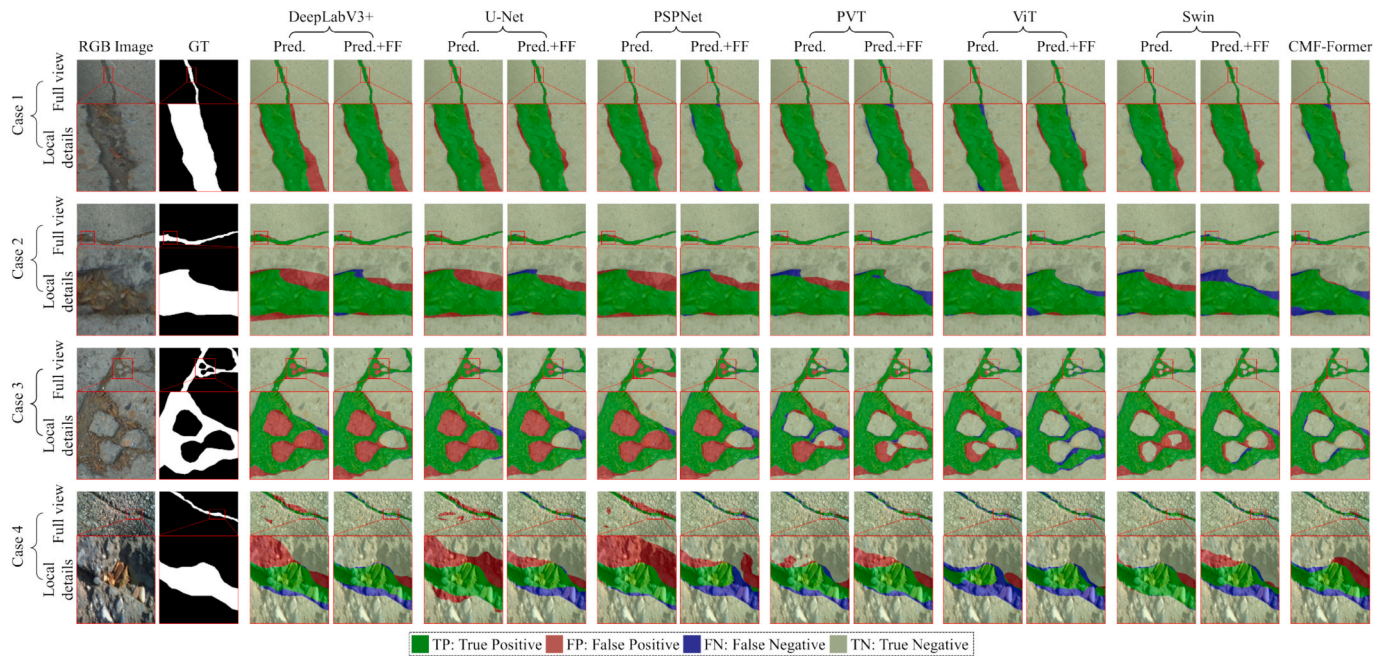 DeepLabV3+ U-Net PSPNet PVT ViT Swin
RGB Image GT Pred. Pred.+FF Pred. Pred.+FF Pred. Pred.+FF Pred. Pred.+FF Pred. Pred.+FF Pred. Pred.+FF CMF-Former
Case 1
Full view
Local details
Case 2
Full view
Local details
Case 3
Full view
Local details
Case 4
Full view
Local details
TP: True Positive FP: False Positive FN: False Negative TN: True Negative